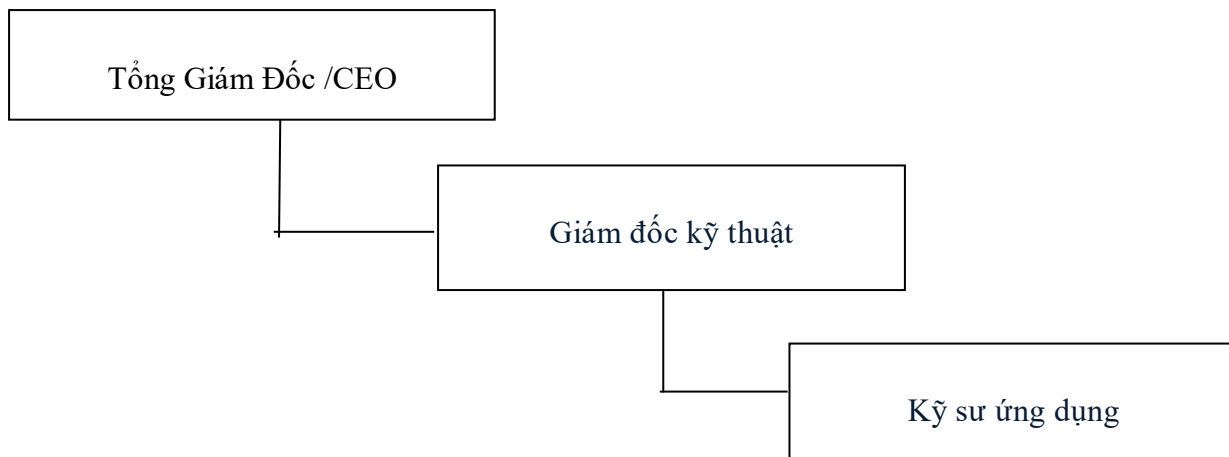 Tổng Giám Đốc /CEO
Giám đốc kỹ thuật
Kỹ sư ứng dụng